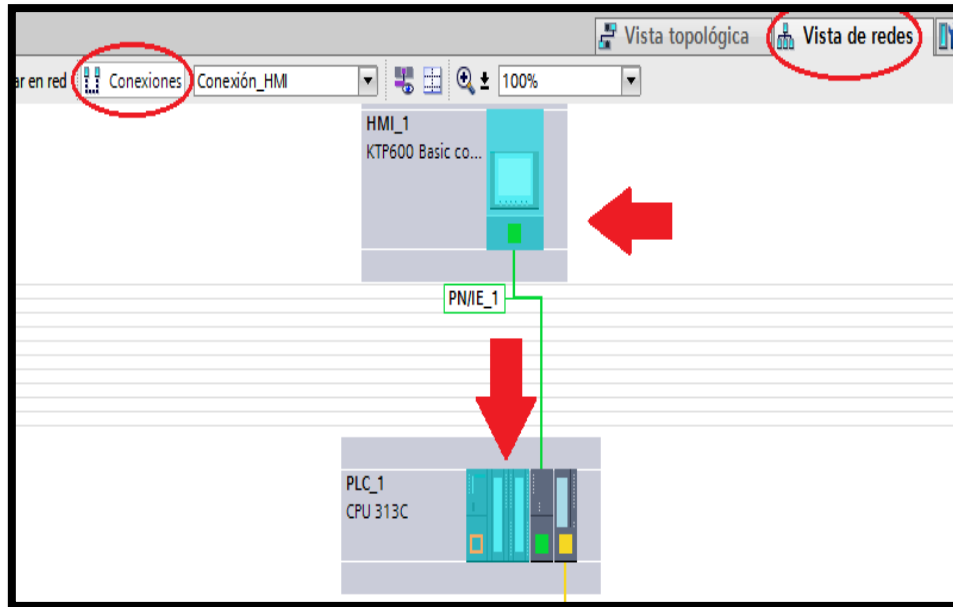 Vista topológica Vista de redes
ar en red Conexiones Conexión_HMI 100%
HMI_1
KTP600 Basic co...
PN/IE_1
PLC_1
CPU 313C